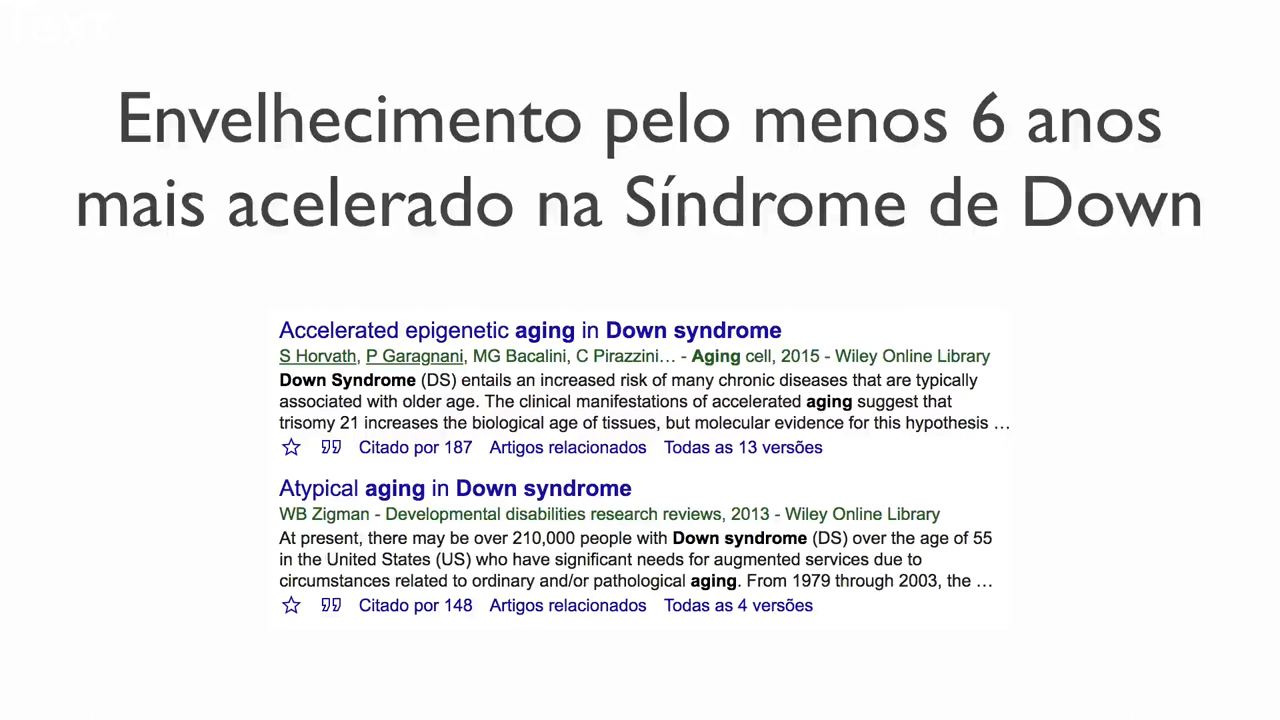 Envelhecimento pelo menos 6 anos
mais acelerado na Síndrome de Down
Accelerated epigenetic aging in Down syndrome
S Horvath, P Garagnani, MG Bacalini, C Pirazzini… - Aging cell, 2015 - Wiley Online Library
Down Syndrome (DS) entails an increased risk of many chronic diseases that are typically
associated with older age. The clinical manifestations of accelerated aging suggest that
trisomy 21 increases the biological age of tissues, but molecular evidence for this hypothesis …
Citado por 187 Artigos relacionados Todas as 13 versões
Atypical aging in Down syndrome
WB Zigman - Developmental disabilities research reviews, 2013 - Wiley Online Library
At present, there may be over 210,000 people with Down syndrome (DS) over the age of 55
in the United States (US) who have significant needs for augmented services due to
circumstances related to ordinary and/or pathological aging. From 1979 through 2003, the …
Citado por 148 Artigos relacionados Todas as 4 versões